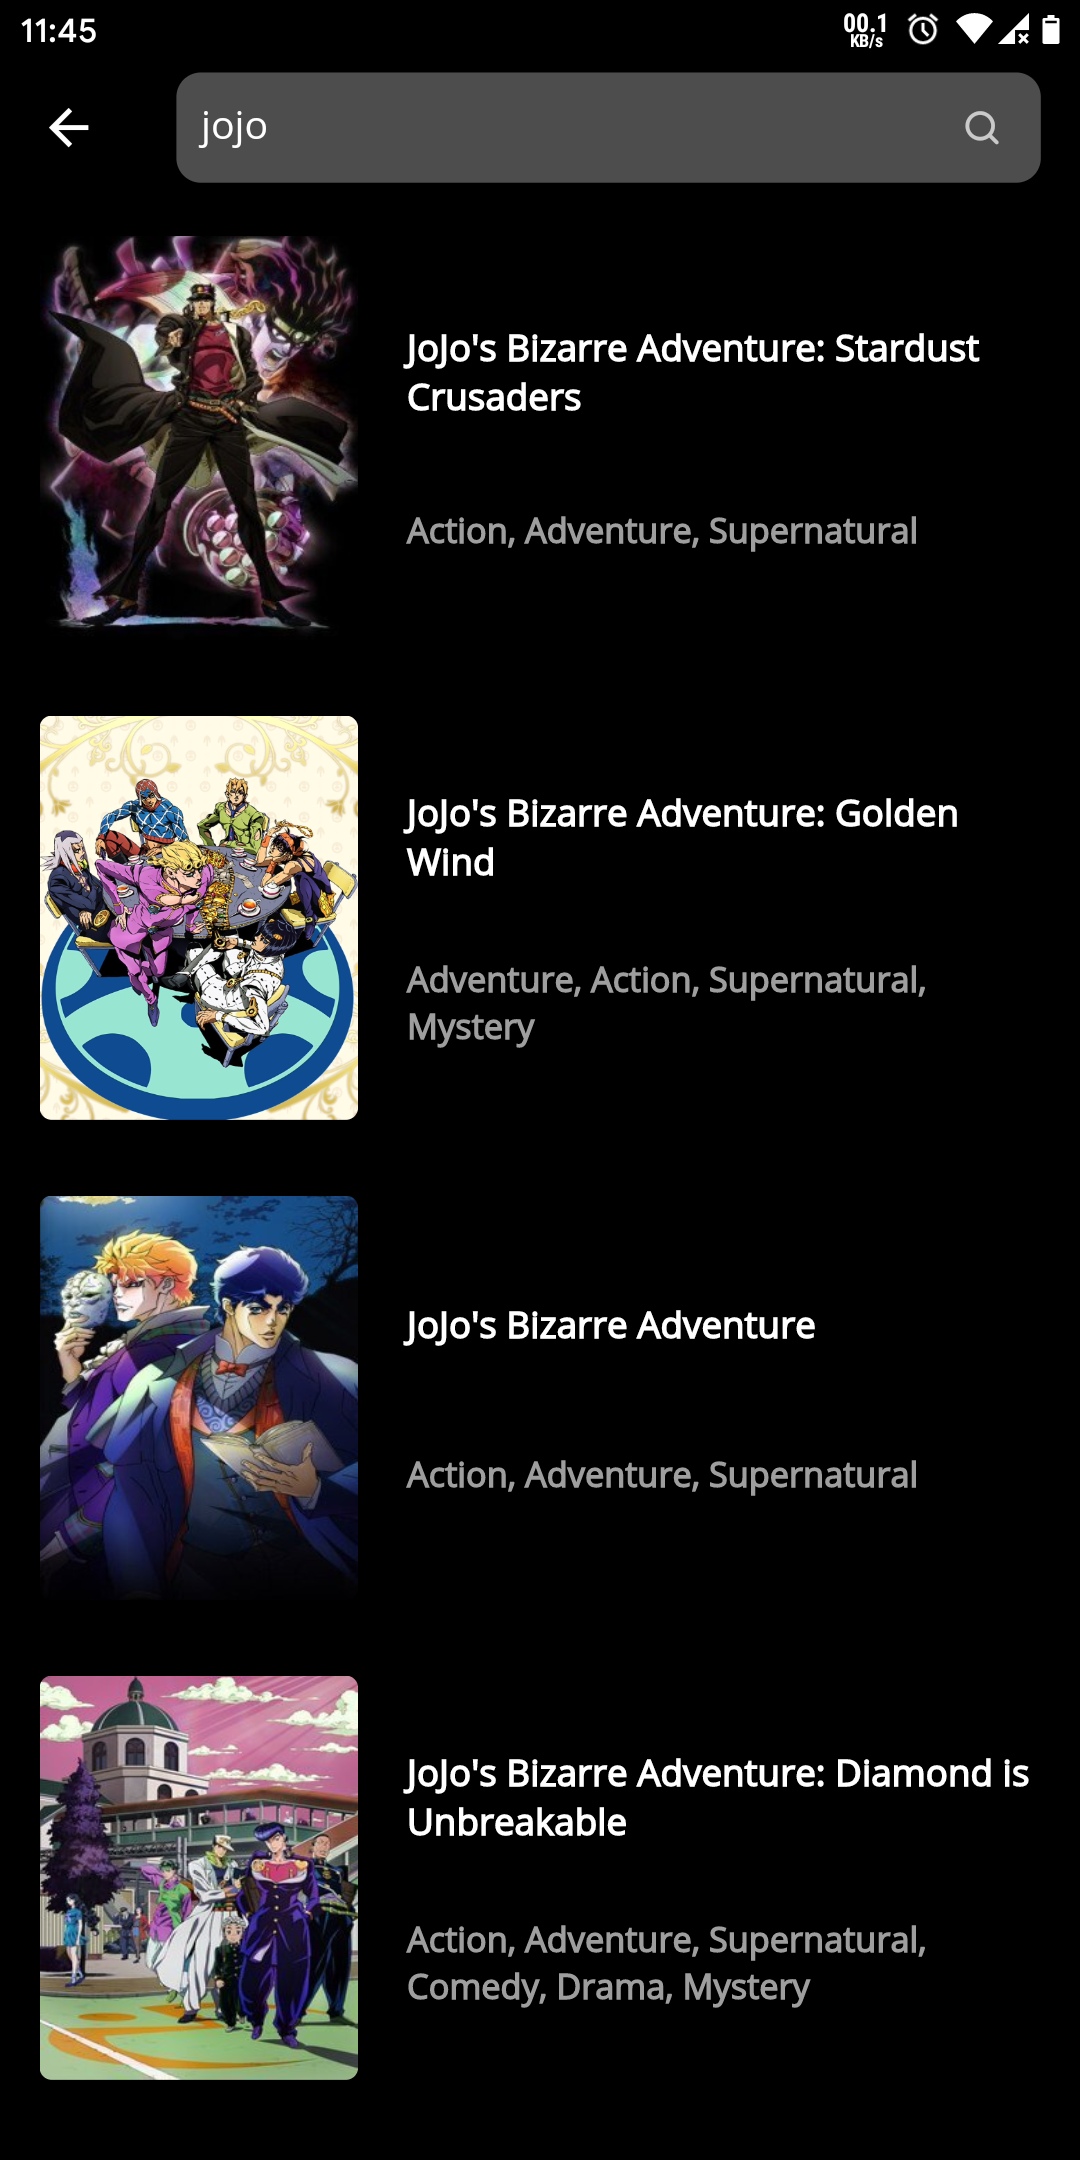 11:45
00.1
KB/s
jojo
JoJo's Bizarre Adventure: Stardust
Crusaders
Action, Adventure, Supernatural
JoJo's Bizarre Adventure: Golden
Wind
Adventure, Action, Supernatural,
Mystery
JoJo's Bizarre Adventure
Action, Adventure, Supernatural
JoJo's Bizarre Adventure: Diamond is
Unbreakable
Action, Adventure, Supernatural,
Comedy, Drama, Mystery